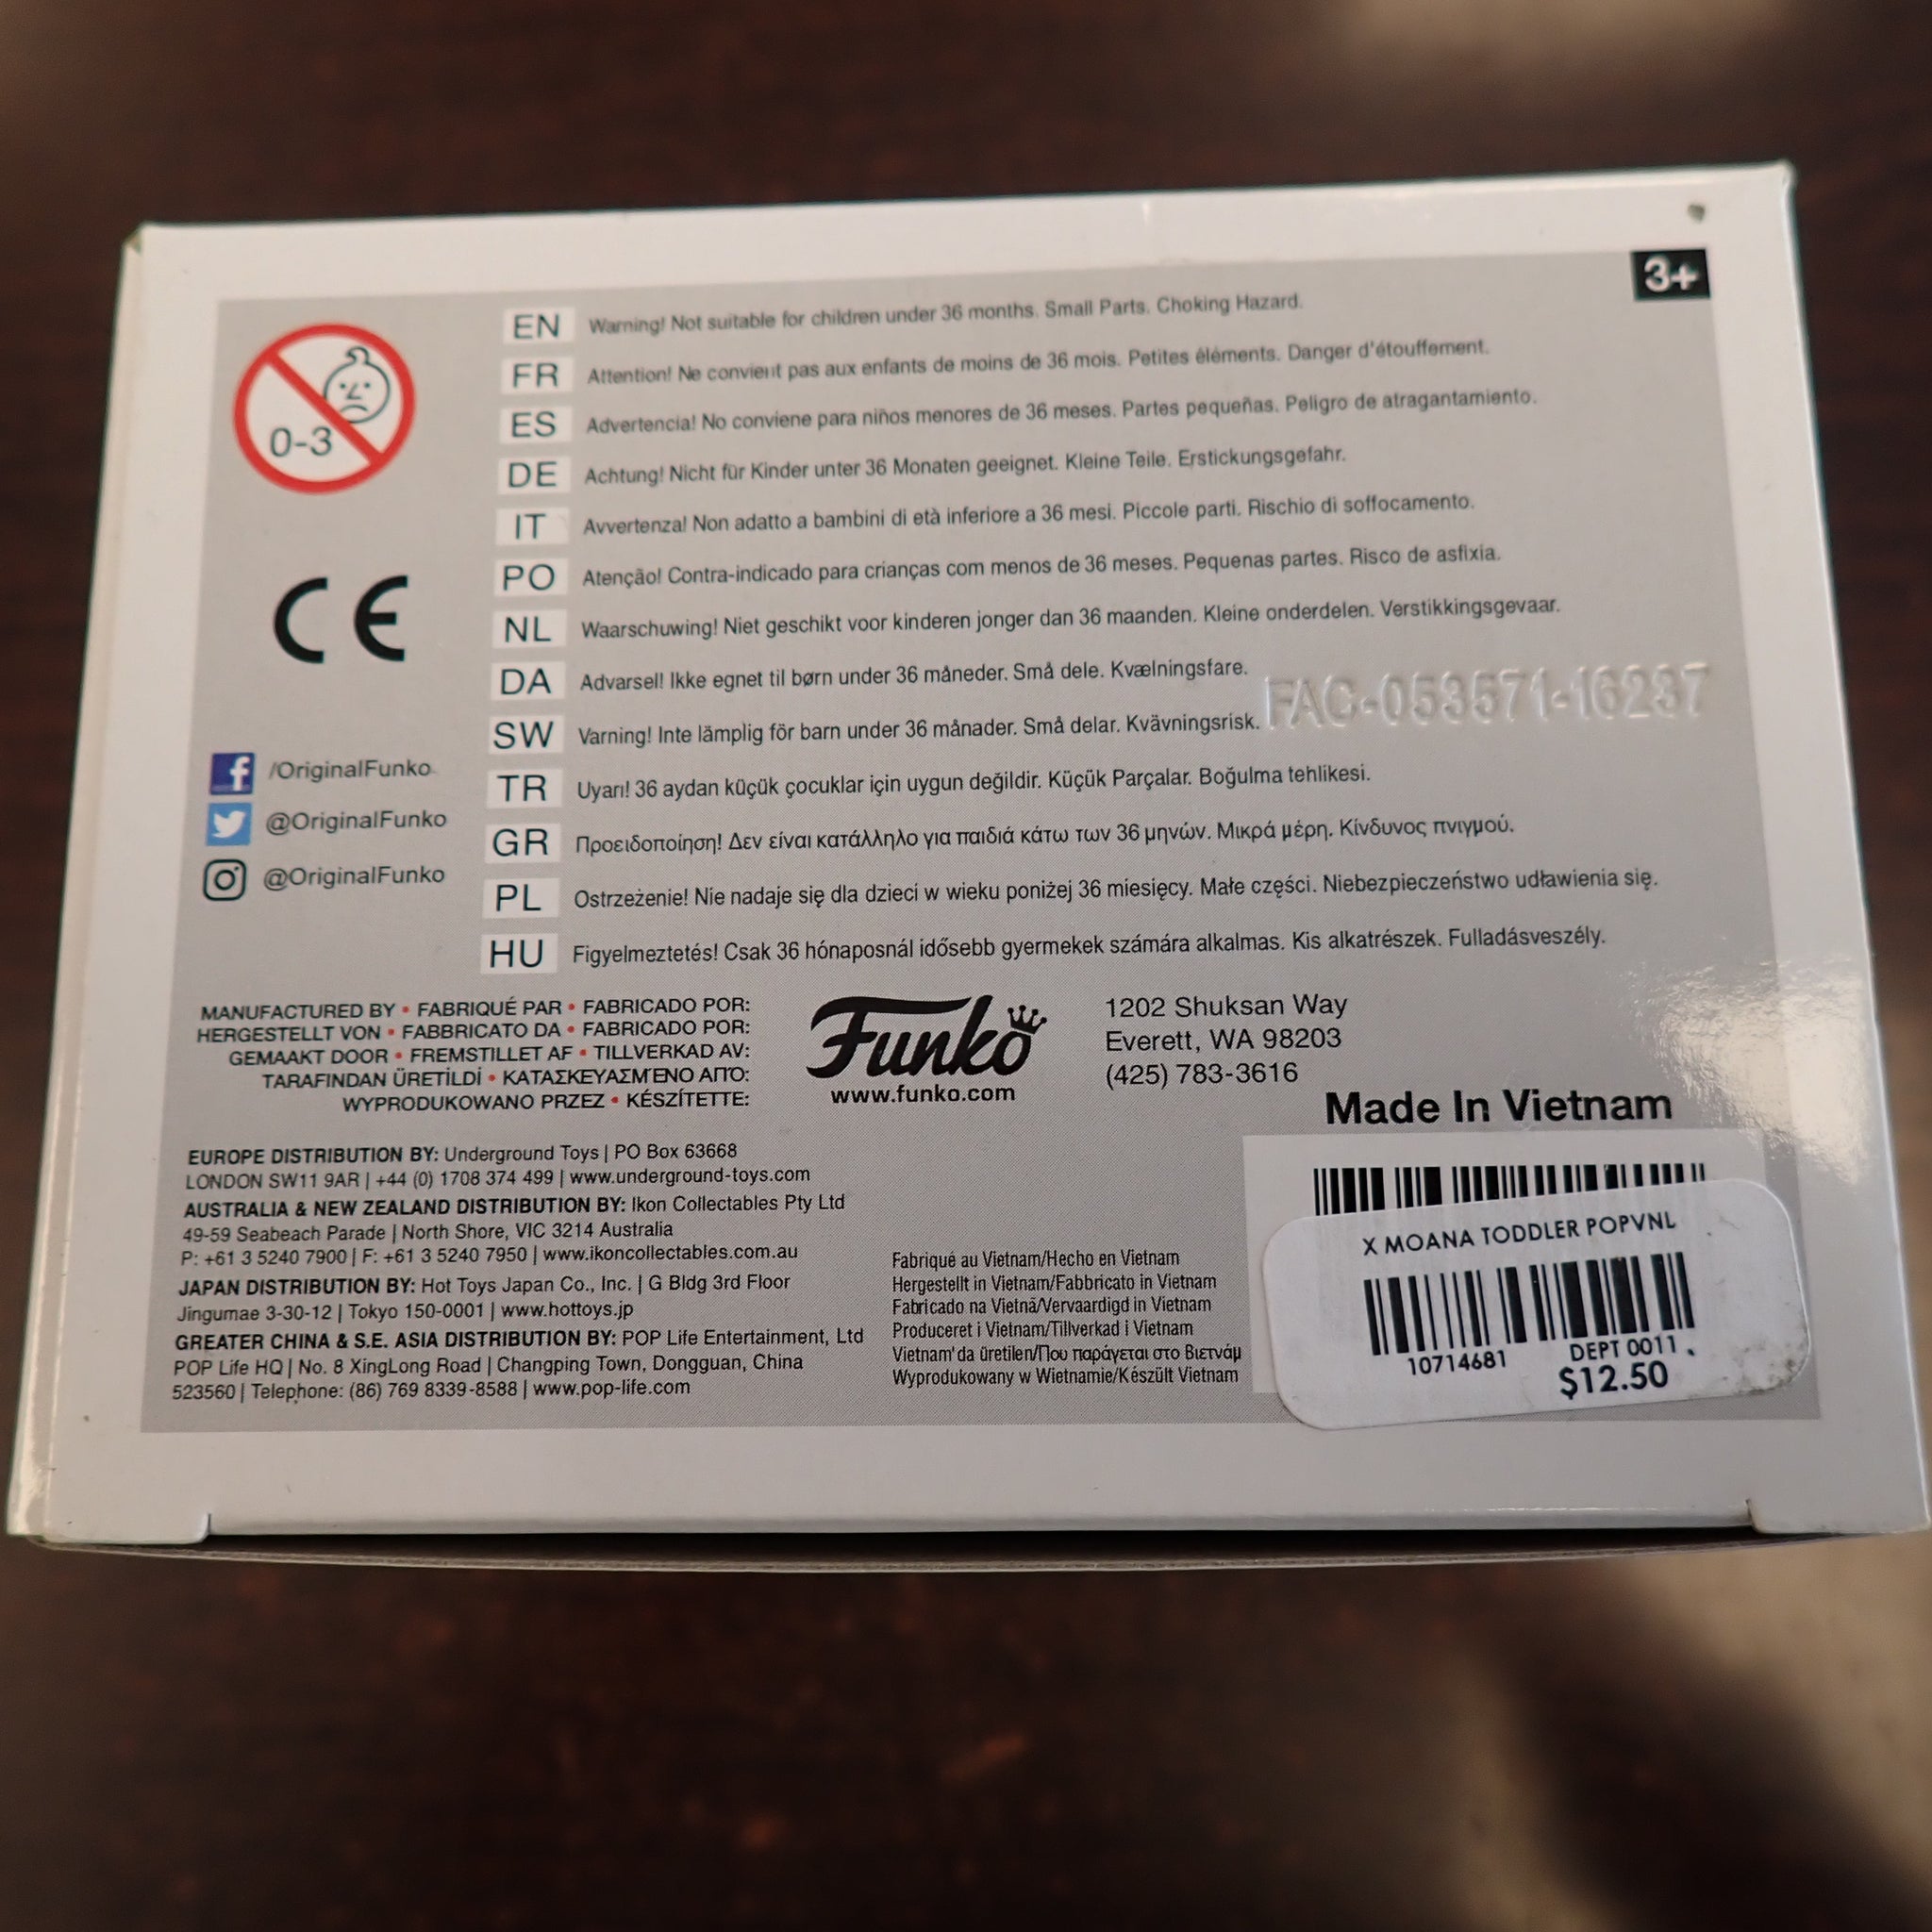 3+
0-3
EN Warning! Not suitable for children under 36 months. Small Parts. Choking Hazard.
FR Attention! Ne convient pas aux enfants de moins de 36 mois. Petites éléments. Danger d'étouffement.
ES Advertencia! No conviene para niños menores de 36 meses. Partes pequeñas. Peligro de atragantamiento.
DE Achtung! Nicht für Kinder unter 36 Monaten geeignet. Kleine Teile. Erstickungsgefahr.
IT Avvertenza! Non adatto a bambini di età inferiore a 36 mesi. Piccole parti. Rischio di soffocamento.
PO Atenção! Contra-indicado para crianças com menos de 36 meses. Pequenas partes. Risco de asfixia.
NL Waarschuwing! Niet geschikt voor kinderen jonger dan 36 maanden. Kleine onderdelen. Verstikkingsgevaar.
DA Advarsel! Ikke egnet til børn under 36 måneder. Små dele. Kvælningsfare.
SW Varning! Inte lämplig för barn under 36 månader. Små delar. Kvävningsrisk.
TR Uyarı! 36 aydan küçük çocuklar için uygun değildir. Küçük Parçalar. Boğulma tehlikesi.
GR Προειδοποίηση! Δεν είναι κατάλληλο για παιδιά κάτω των 36 μηνών. Μικρά μέρη. Κίνδυνος πνιγμού.
PL Ostrzeżenie! Nie nadaje się dla dzieci w wieku poniżej 36 miesięcy. Małe części. Niebezpieczeństwo udławienia się.
HU Figyelmeztetés! Csak 36 hónaposnál idősebb gyermekek számára alkalmas. Kis alkatrészek. Fulladásveszély.
FAC-053571-16237
CE
/OriginalFunko
@OriginalFunko
@OriginalFunko
MANUFACTURED BY • FABRIQUÉ PAR • FABRICADO POR:
HERGESTELLT VON • FABBRICATO DA • FABRICADO POR:
GEMAAKT DOOR • FREMSTILLET AF • TILLVERKAD AV:
TARAFINDAN ÜRETİLDİ • ΚΑΤΑΣΚΕΥΑΣΜΈΝΟ ΑΠΌ:
WYPRODUKOWANO PRZEZ • KÉSZÍTETTE:
Funko
www.funko.com
1202 Shuksan Way
Everett, WA 98203
(425) 783-3616
Made In Vietnam
EUROPE DISTRIBUTION BY: Underground Toys | PO Box 63668
LONDON SW11 9AR | +44 (0) 1708 374 499 | www.underground-toys.com
AUSTRALIA & NEW ZEALAND DISTRIBUTION BY: Ikon Collectables Pty Ltd
49-59 Seabeach Parade | North Shore, VIC 3214 Australia
P: +61 3 5240 7900 | F: +61 3 5240 7950 | www.ikoncollectables.com.au
JAPAN DISTRIBUTION BY: Hot Toys Japan Co., Inc. | G Bldg 3rd Floor
Jingumae 3-30-12 | Tokyo 150-0001 | www.hottoys.jp
GREATER CHINA & S.E. ASIA DISTRIBUTION BY: POP Life Entertainment, Ltd
POP Life HQ | No. 8 XingLong Road | Changping Town, Dongguan, China
523560 | Telephone: (86) 769 8339-8588 | www.pop-life.com
Fabriqué au Vietnam/Hecho en Vietnam
Hergestellt in Vietnam/Fabbricato in Vietnam
Fabricado na Vietnã/Vervaardigd in Vietnam
Produceret i Vietnam/Tillverkad i Vietnam
Vietnam'da üretilen/Που παράγεται στο Βιετνάμ
Wyprodukowany w Wietnamie/Készült Vietnam
X MOANA TODDLER POPVNL
10714681
DEPT 0011
$12.50